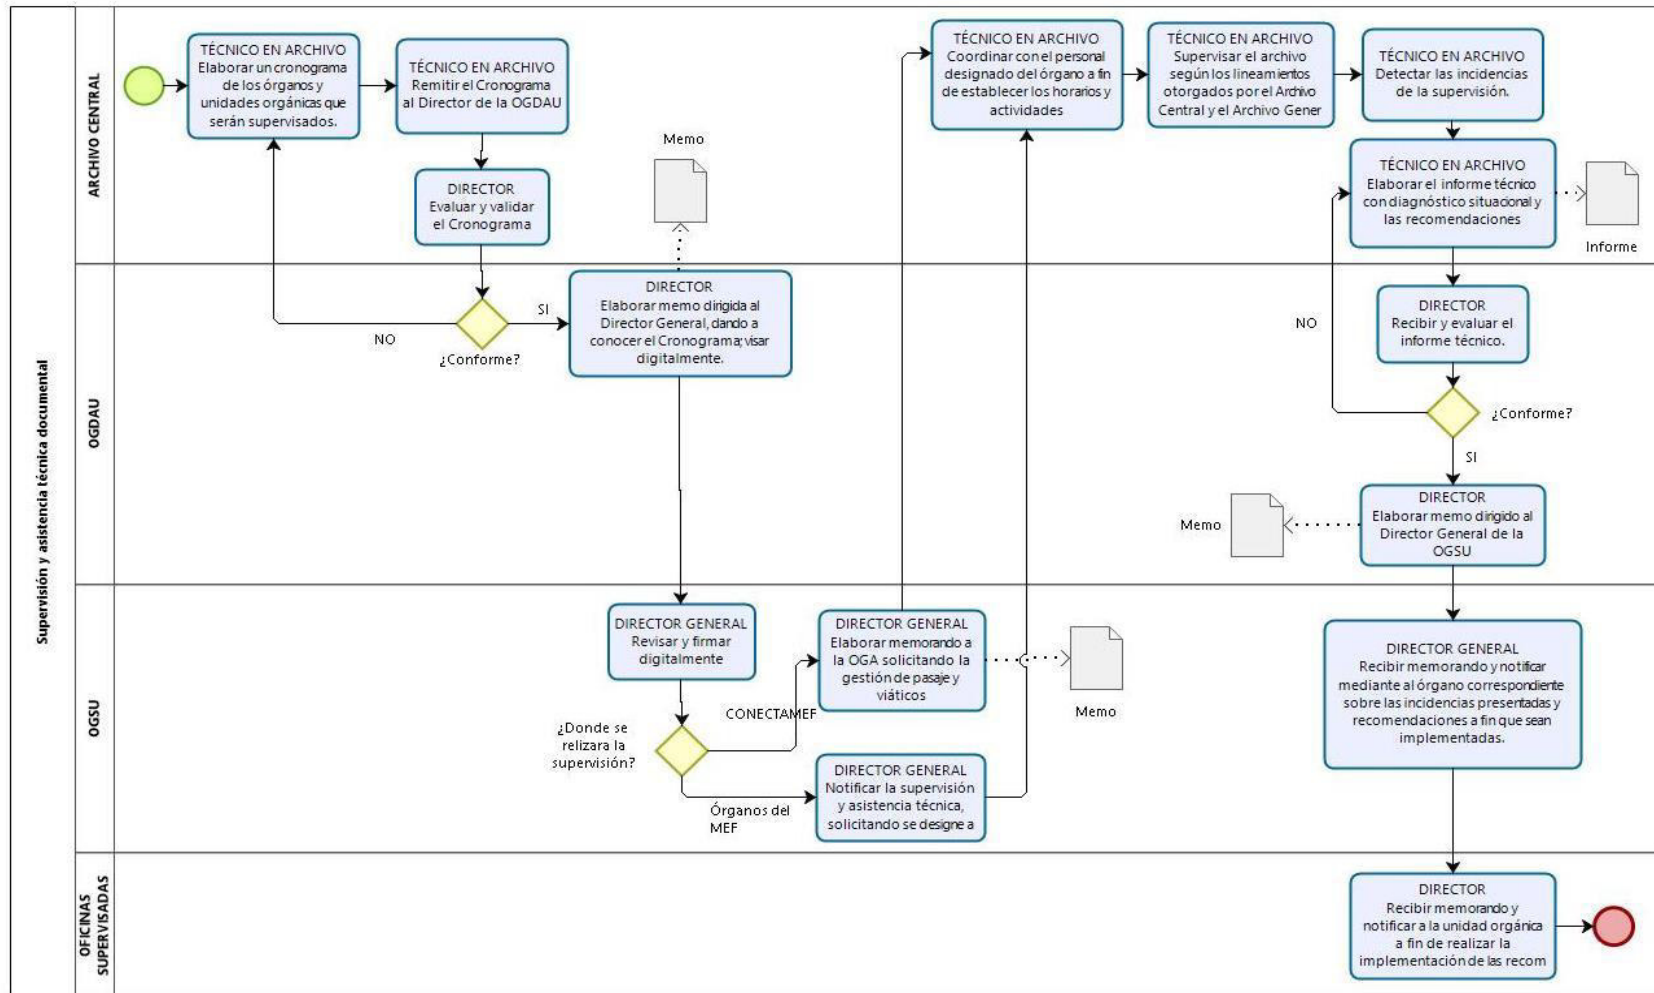 Supervisión y asistencia técnica documental
ARCHIVO CENTRAL
TÉCNICO EN ARCHIVO
Elaborar un cronograma
de los órganos y
unidades orgánicas que
serán supervisados.
TÉCNICO EN ARCHIVO
Remitir el Cronograma
al Director de la OGDAU
DIRECTOR
Evaluar y validar
el Cronograma
Memo
TÉCNICO EN ARCHIVO
Coordinar con el personal
designado del órgano a fin
de establecer los horarios y
actividades
TÉCNICO EN ARCHIVO
Supervisar el archivo
según los lineamientos
otorgados por el Archivo
Central y el Archivo Gener
TÉCNICO EN ARCHIVO
Detectar las incidencias
de la supervisión.
TÉCNICO EN ARCHIVO
Elaborar el informe técnico
con diagnóstico situacional y
las recomendaciones
Informe
OGDAU
NO
¿Conforme?
SI
DIRECTOR
Elaborar memo dirigida al
Director General, dando a
conocer el Cronograma; visar
digitalmente.
DIRECTOR
Recibir y evaluar el
informe técnico.
NO
¿Conforme?
SI
DIRECTOR
Elaborar memo dirigido al
Director General de la
OGSU
Memo
OGSU
DIRECTOR GENERAL
Revisar y firmar
digitalmente
¿Donde se
relizara la
supervisión?
CONECTAMEF
Órganos del
MEF
DIRECTOR GENERAL
Elaborar memorando a
la OGA solicitando la
gestión de pasaje y
viáticos
Memo
DIRECTOR GENERAL
Notificar la supervisión
y asistencia técnica,
solicitando se designe a
DIRECTOR GENERAL
Recibir memorando y notificar
mediante al órgano correspondiente
sobre las incidencias presentadas y
recomendaciones a fin que sean
implementadas.
OFICINAS
SUPERVISADAS
DIRECTOR
Recibir memorando y
notificar a la unidad orgánica
a fin de realizar la
implementación de las recom